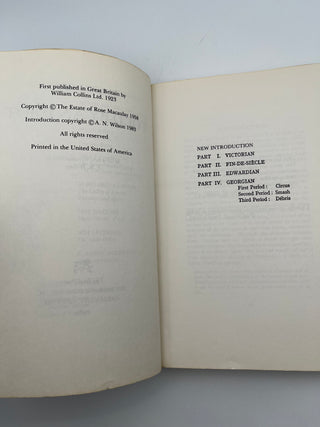 First published in Great Britain by
William Collins Ltd. 1923
Copyright © The Estate of Rose Macaulay 1958
Introduction copyright © A. N. Wilson 1983
All rights reserved
Printed in the United States of America
NEW INTRODUCTION
PART I. VICTORIAN
PART II. FIN-DE-SIÈCLE
PART III. EDWARDIAN
PART IV. GEORGIAN
First Period: Circus
Second Period: Smash
Third Period: Débris